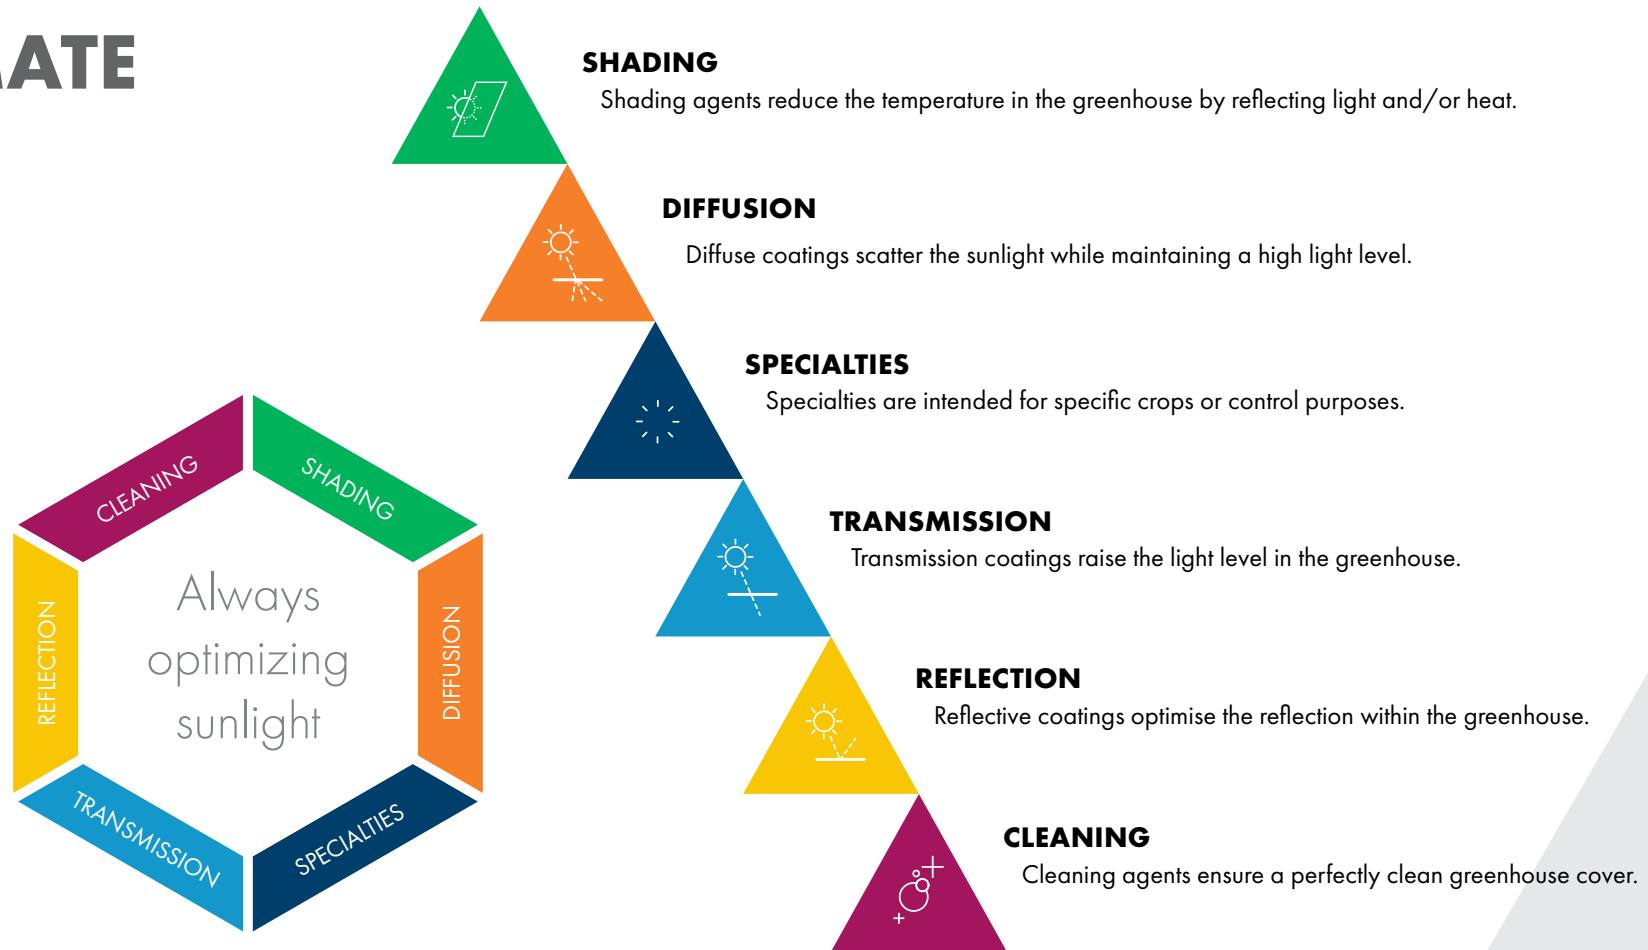 SHADING
Shading agents reduce the temperature in the greenhouse by reflecting light and/or heat.
DIFFUSION
Diffuse coatings scatter the sunlight while maintaining a high light level.
SPECIALTIES
Specialties are intended for specific crops or control purposes.
TRANSMISSION
Transmission coatings raise the light level in the greenhouse.
REFLECTION
Reflective coatings optimise the reflection within the greenhouse.
CLEANING
Cleaning agents ensure a perfectly clean greenhouse cover.
CLEANING
SHADING
REFLECTION
DIFFUSION
TRANSMISSION
SPECIALTIES
Always
optimizing
sunlight